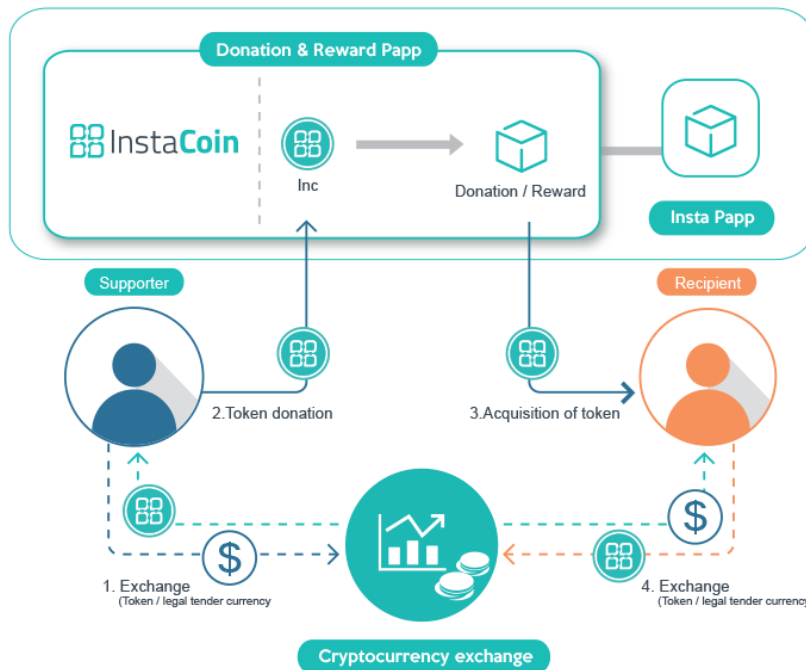 Donation & Reward Papp
InstaCoin
Inc
Donation / Reward
Insta Papp
Supporter
Recipient
2.Token donation
3.Acquisition of token
$
$
1. Exchange
(Token / legal tender currency
4. Exchange
(Token / legal tender currency)
Cryptocurrency exchange